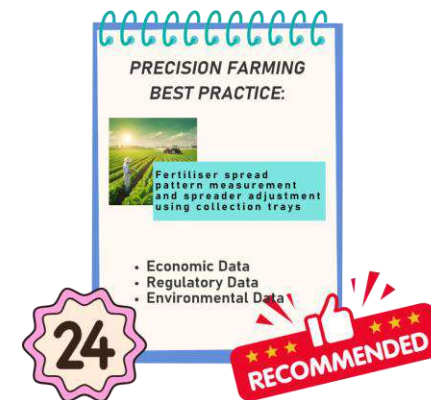 PRECISION FARMING
BEST PRACTICE:
Fertiliser spread
pattern measurement
and spreader adjustment
using collection trays
• Economic Data
• Regulatory Data
• Environmental Data
24
RECOMMENDED